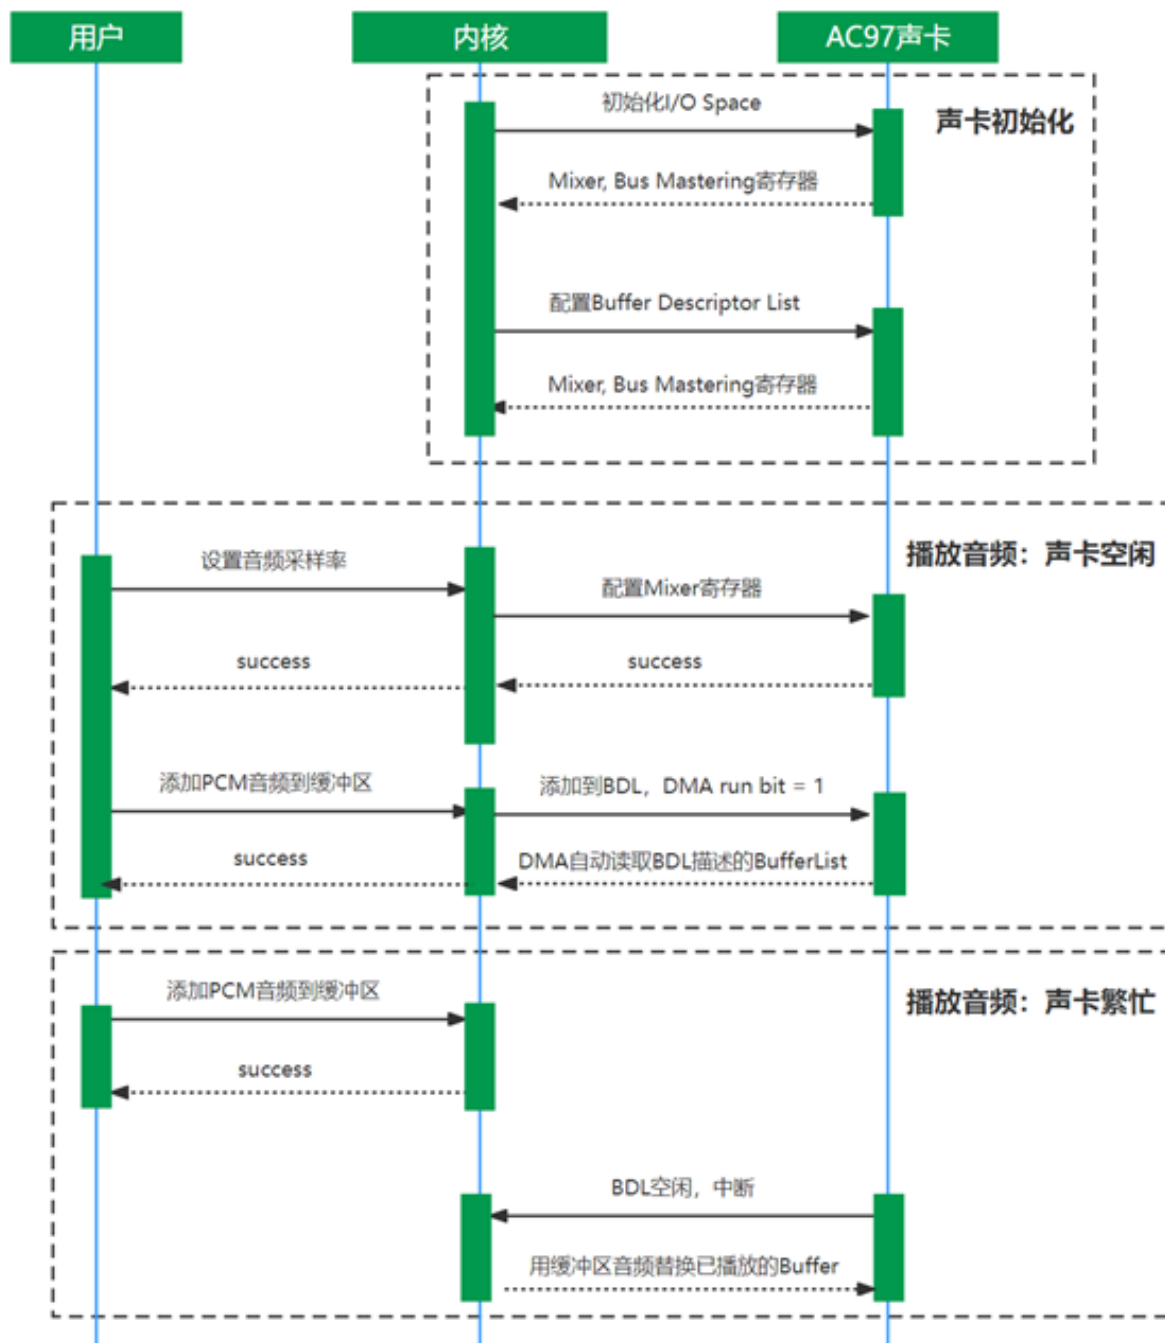 用户
内核
AC97声卡
初始化I/O Space
声卡初始化
Mixer, Bus Mastering寄存器
配置Buffer Descriptor List
Mixer, Bus Mastering寄存器
播放音频：声卡空闲
设置音频采样率
配置Mixer寄存器
success
success
添加PCM音频到缓冲区
添加到BDL，DMA run bit = 1
success
DMA自动读取BDL描述的BufferList
添加PCM音频到缓冲区
播放音频：声卡繁忙
success
BDL空闲，中断
用缓冲区音频替换已播放的Buffer